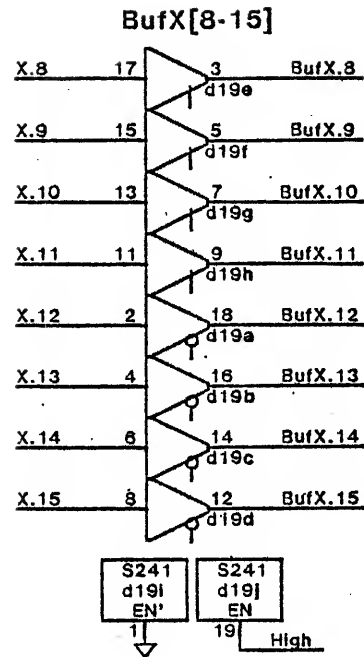 BufX[8-15]
X.8 17 3 BufX.8
d19e
X.9 15 5 BufX.9
d19f
X.10 13 7 BufX.10
d19g
X.11 11 9 BufX.11
d19h
X.12 2 18 BufX.12
d19a
X.13 4 16 BufX.13
d19b
X.14 6 14 BufX.14
d19c
X.15 8 12 BufX.15
d19d
S241 S241
d19i d19j
EN' EN
1 19 High